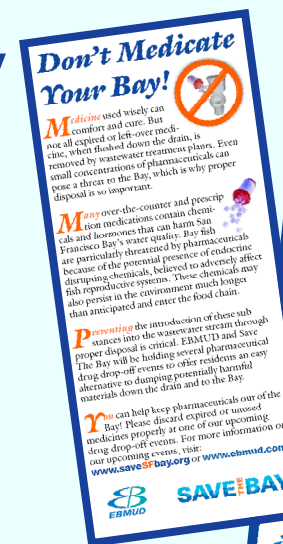 Don't Medicate
Your Bay!
Medicine used wisely can
comfort and cure. But
not all expired or left-over medi-
cine, when flushed down the drain, is
removed by wastewater treatment plants. Even
small concentrations of pharmaceuticals can
pose a threat to the Bay, which is why proper
disposal is so important.
Many over-the-counter and prescrip
tion medications contain chemi-
cals and hormones that can harm San
Francisco Bay's water quality. Bay fish
are particularly threatened by pharmaceuticals
because of the potential presence of endocrine
disrupting chemicals, believed to adversely affect
fish reproductive systems. These chemicals may
also persist in the environment much longer
than anticipated and enter the food chain.
Preventing the introduction of these sub
stances into the wastewater stream through
proper disposal is critical. EBMUD and Save
The Bay will be holding several pharmaceutical
drug drop-off events to offer residents an easy
alternative to dumping potentially harmful
materials down the drain and to the Bay.
You can help keep pharmaceuticals out of the
Bay! Please discard expired or unused
medicines properly at one of our upcoming
drug drop-off events. For more information on
our upcoming events, visit:
www.saveSFbay.org or www.ebmud.com
EBMUD
SAVE THE BAY